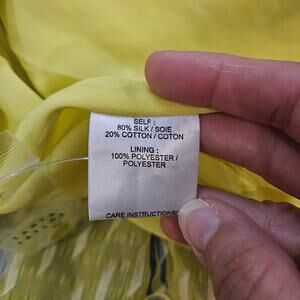 SELF :
80% SILK / SOIE
20% COTTON / COTON
LINING :
100% POLYESTER /
POLYESTER
CARE INSTRUCTIONS/